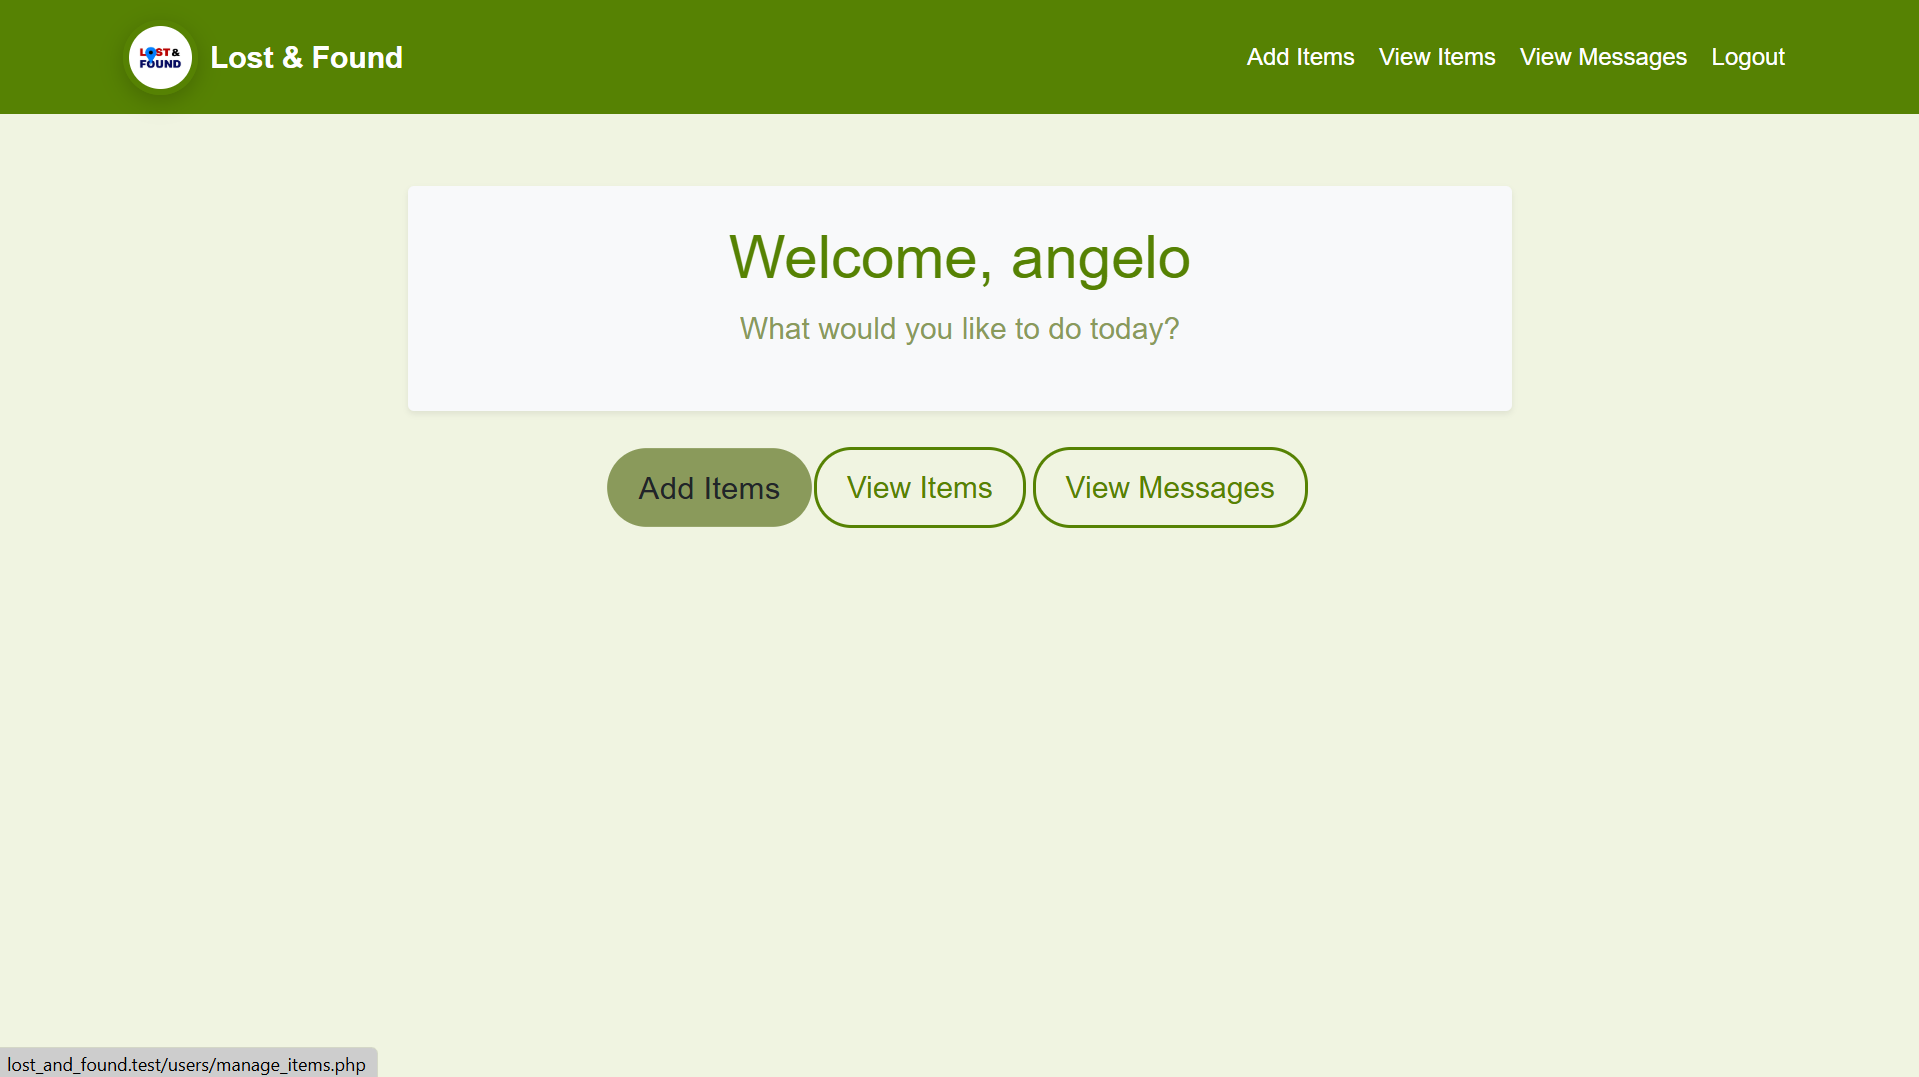 LOST &
FOUND
Lost & Found
Add Items
View Items
View Messages
Logout
Welcome, angelo
What would you like to do today?
Add Items
View Items
View Messages
lost_and_found.test/users/manage_items.php